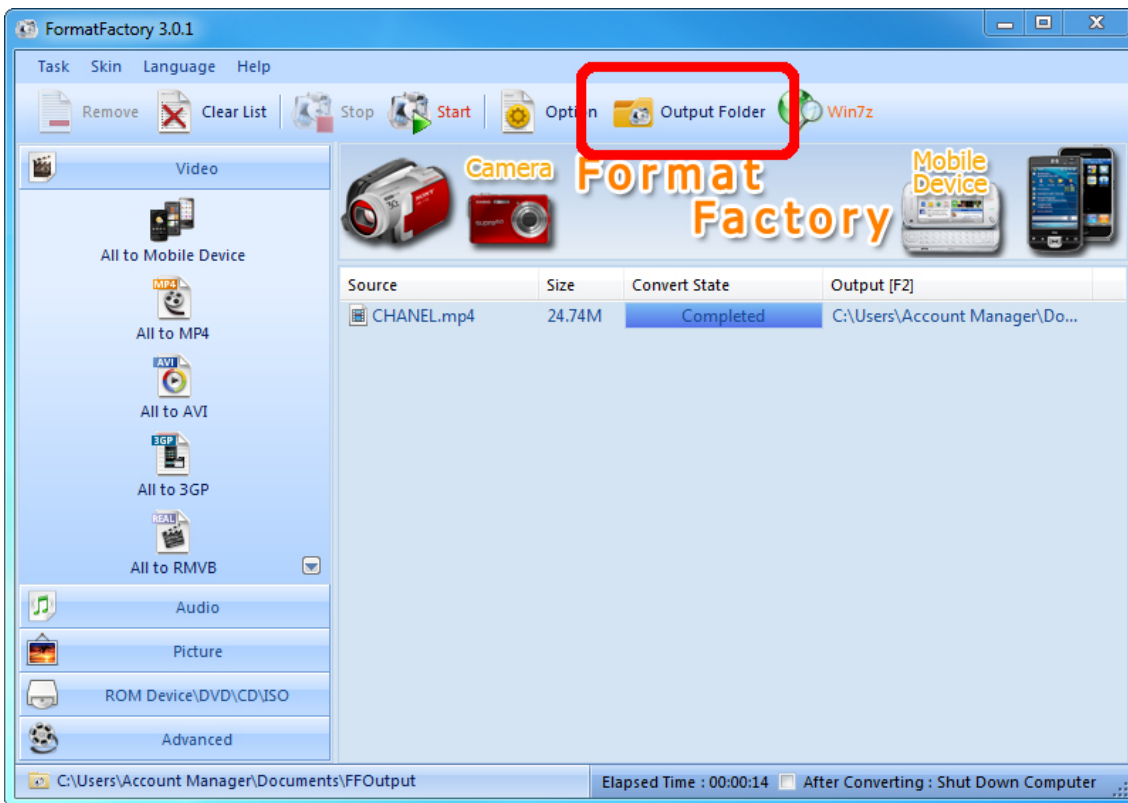 FormatFactory 3.0.1
Task Skin Language Help
Remove Clear List Stop Start Option Output Folder Win7z
Video
All to Mobile Device
MP4
All to MP4
AVI
All to AVI
3GP
All to 3GP
REAL
All to RMVB
Audio
Picture
ROM Device\DVD\CD\ISO
Advanced
Camera Format Factory Mobile Device
SONY
Source Size Convert State Output [F2]
CHANEL.mp4 24.74M Completed C:\Users\Account Manager\Do...
C:\Users\Account Manager\Documents\FFOutput Elapsed Time : 00:00:14 After Converting : Shut Down Computer